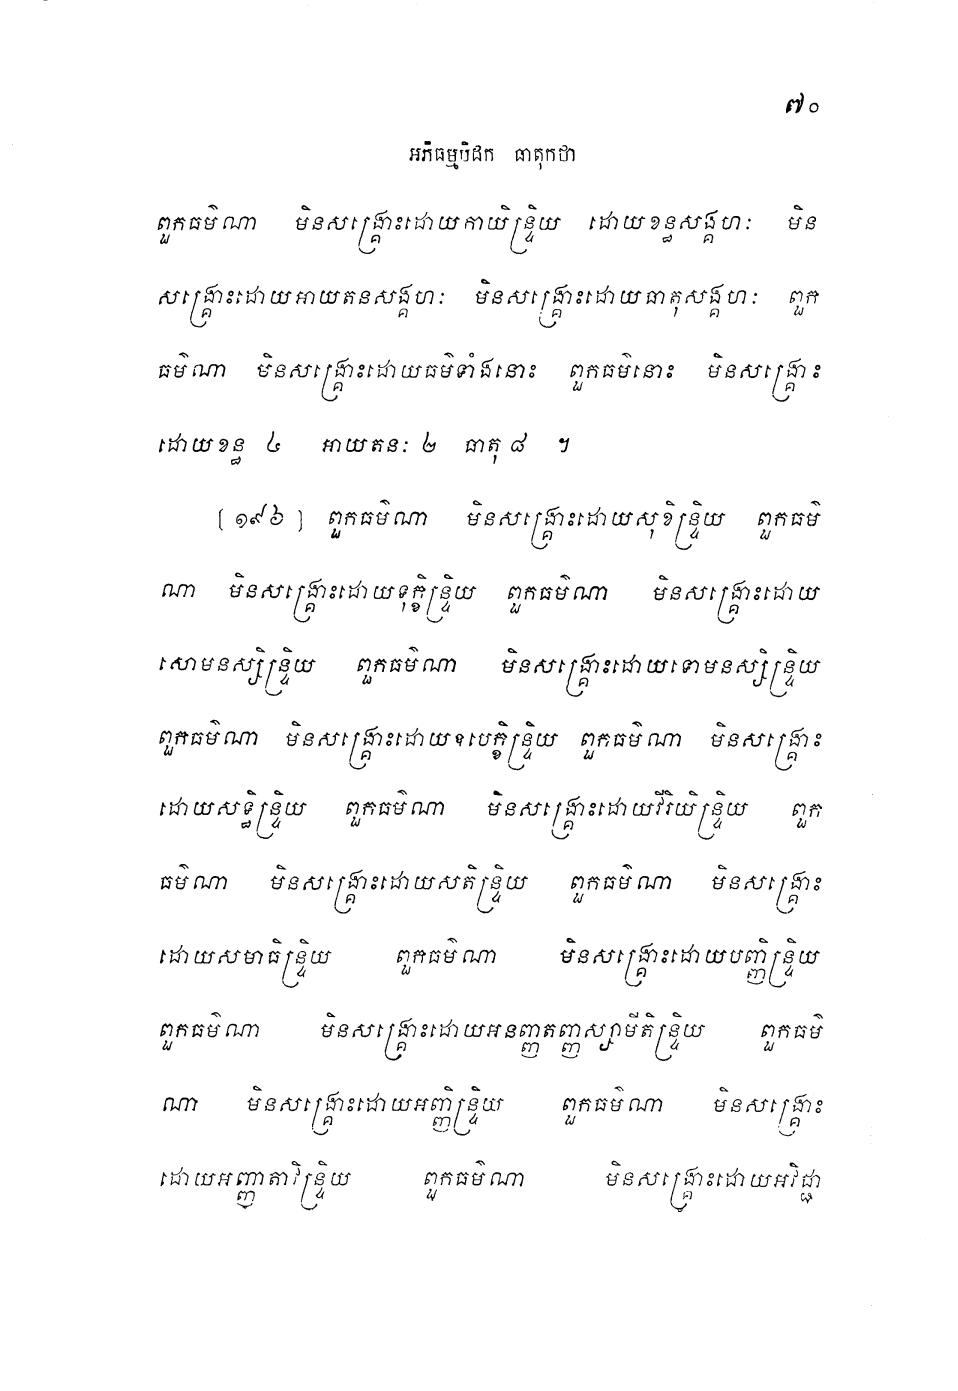 ៧០
អភិធម្មបិដក ធាតុកថា
ពួកធម៌ណា មិនសង្គ្រោះដោយកាយិន្ទ្រិយ ដោយខន្ធសង្គហៈ មិន
សង្គ្រោះដោយអាយតនសង្គហៈ មិនសង្គ្រោះដោយធាតុសង្គហៈ ពួក
ធម៌ណា មិនសង្គ្រោះដោយធម៌ទាំងនោះ ពួកធម៌នោះ មិនសង្គ្រោះ
ដោយខន្ធ ៤ អាយតនៈ ២ ធាតុ ៨ ។
[១៩៦] ពួកធម៌ណា មិនសង្គ្រោះដោយសុខិន្ទ្រិយ ពួកធម៌
ណា មិនសង្គ្រោះដោយទុក្ខិន្ទ្រិយ ពួកធម៌ណា មិនសង្គ្រោះដោយ
សោមនស្សិន្ទ្រិយ ពួកធម៌ណា មិនសង្គ្រោះដោយទោមនស្សិន្ទ្រិយ
ពួកធម៌ណា មិនសង្គ្រោះដោយឧបេក្ខិន្ទ្រិយ ពួកធម៌ណា មិនសង្គ្រោះ
ដោយសទ្ធិន្ទ្រិយ ពួកធម៌ណា មិនសង្គ្រោះដោយវីរិយិន្ទ្រិយ ពួក
ធម៌ណា មិនសង្គ្រោះដោយសតិន្ទ្រិយ ពួកធម៌ណា មិនសង្គ្រោះ
ដោយសមាធិន្ទ្រិយ ពួកធម៌ណា មិនសង្គ្រោះដោយបញ្ញិន្ទ្រិយ
ពួកធម៌ណា មិនសង្គ្រោះដោយអនញ្ញតញ្ញស្សាមីតិន្ទ្រិយ ពួកធម៌
ណា មិនសង្គ្រោះដោយអញ្ញិន្ទ្រិយ ពួកធម៌ណា មិនសង្គ្រោះ
ដោយអញ្ញាតាវិន្ទ្រិយ ពួកធម៌ណា មិនសង្គ្រោះដោយអវិជ្ជា